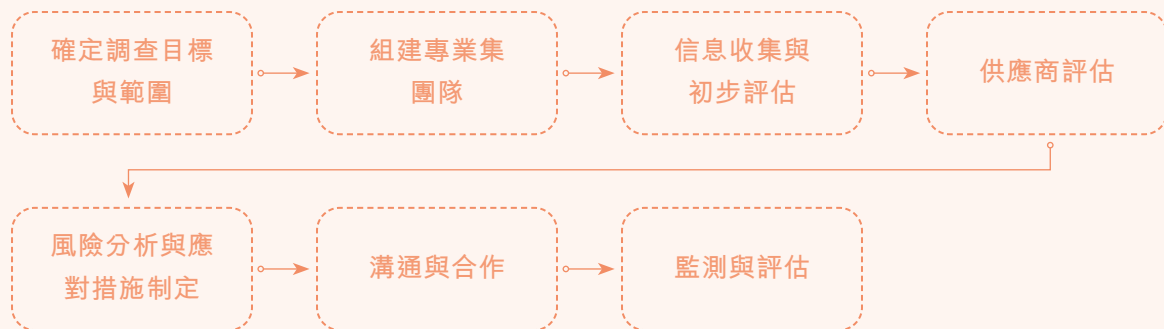 確定調查目標
與範圍
組建專業集
團隊
信息收集與
初步評估
供應商評估
風險分析與應
對措施制定
溝通與合作
監測與評估